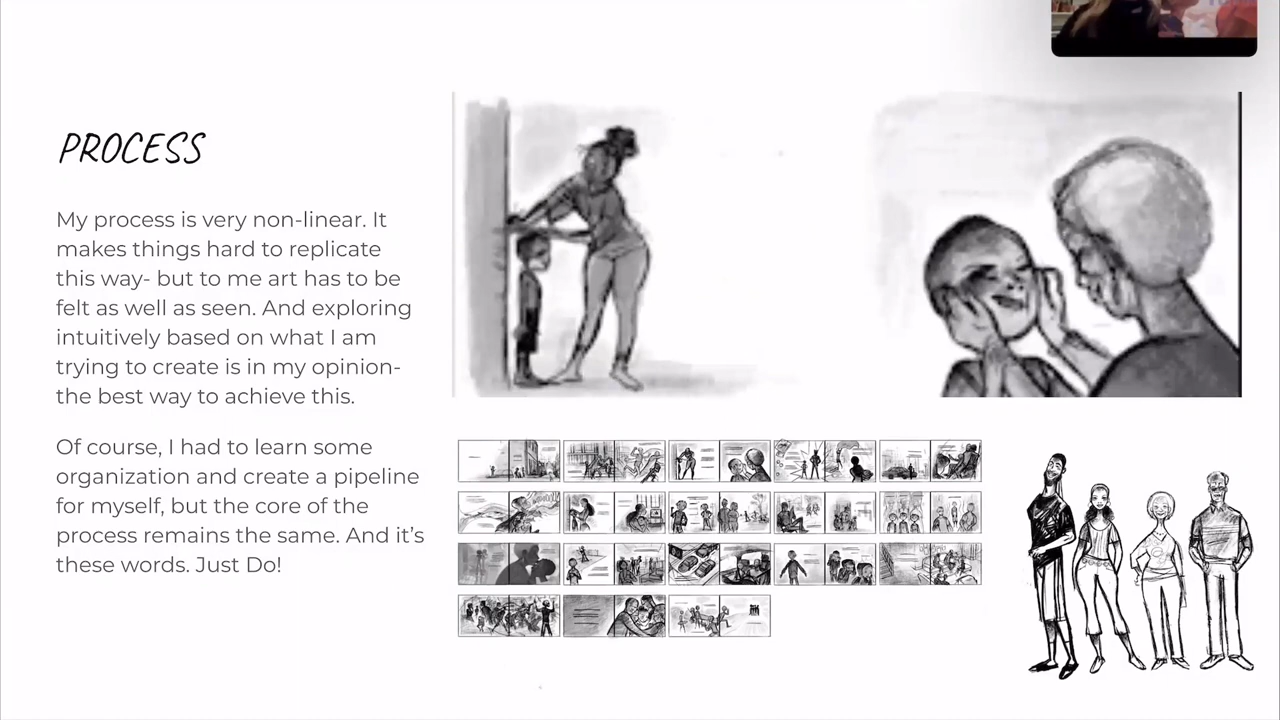 PROCESS
My process is very non-linear. It
makes things hard to replicate
this way- but to me art has to be
felt as well as seen. And exploring
intuitively based on what I am
trying to create is in my opinion-
the best way to achieve this.
Of course, I had to learn some
organization and create a pipeline
for myself, but the core of the
process remains the same. And it’s
these words. Just Do!